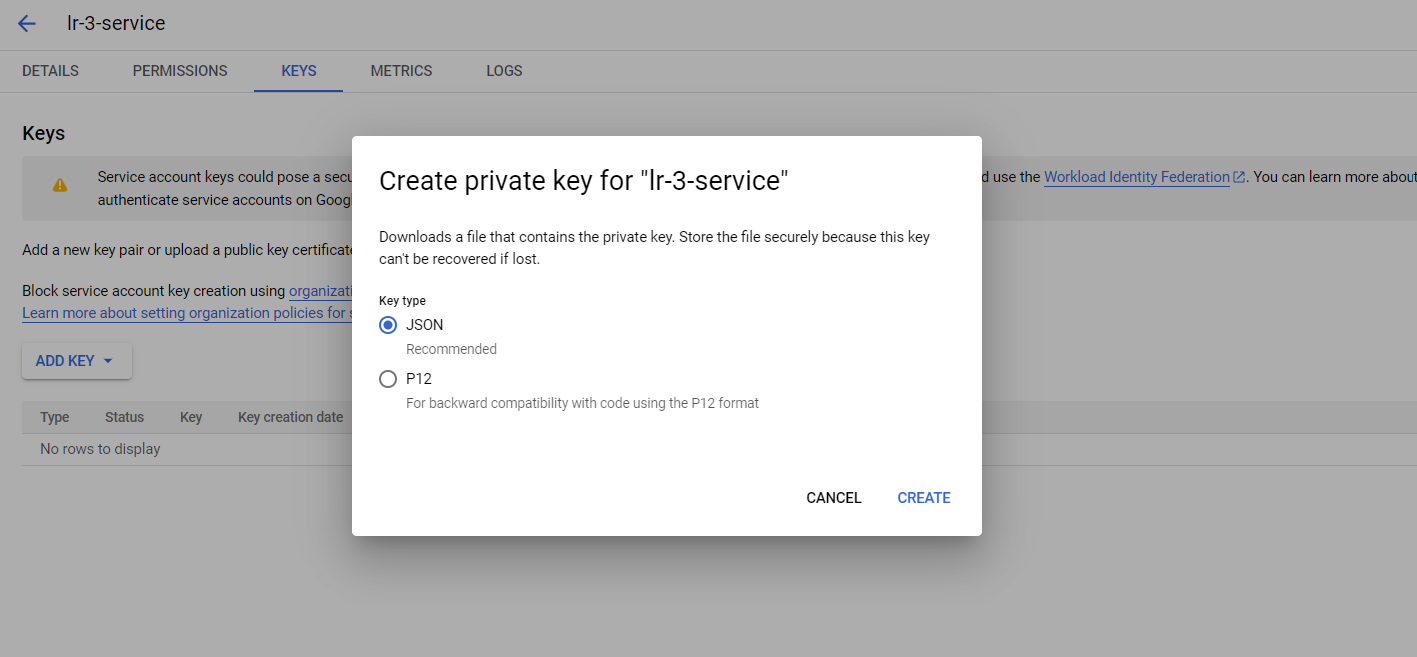 lr-3-service
DETAILS PERMISSIONS KEYS METRICS LOGS
Keys
Service account keys could pose a secu
d use the Workload Identity Federation. You can learn more about
authenticate service accounts on Goog
Add a new key pair or upload a public key certificate
Block service account key creation using organizati
Learn more about setting organization policies for s
ADD KEY
Type Status Key Key creation date
No rows to display
Create private key for "lr-3-service"
Downloads a file that contains the private key. Store the file securely because this key
can't be recovered if lost.
Key type
JSON
Recommended
P12
For backward compatibility with code using the P12 format
CANCEL CREATE